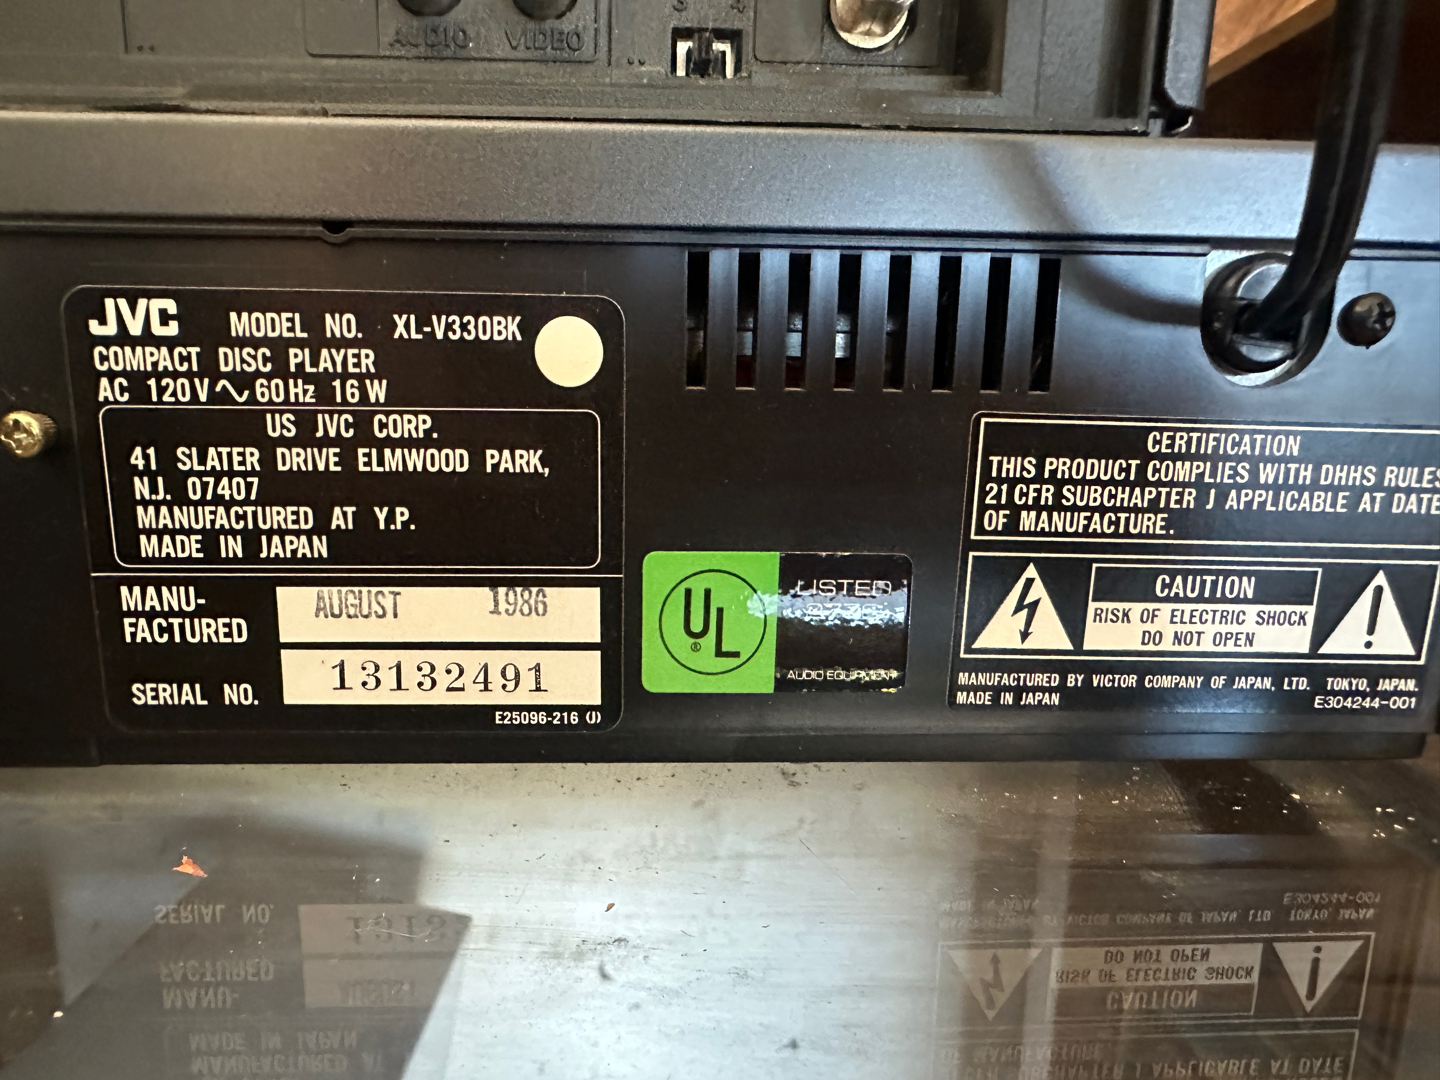 AUDIO VIDEO
3 4
JVC MODEL NO. XL-V330BK
COMPACT DISC PLAYER
AC 120V ∿ 60Hz 16W
US JVC CORP.
41 SLATER DRIVE ELMWOOD PARK,
N.J. 07407
MANUFACTURED AT Y.P.
MADE IN JAPAN
MANU-
FACTURED
AUGUST 1986
SERIAL NO.
13132491
E25096-216 (J)
UL
®
LISTED
AUDIO EQUIPMENT
CERTIFICATION
THIS PRODUCT COMPLIES WITH DHHS RULES
21 CFR SUBCHAPTER J APPLICABLE AT DATE
OF MANUFACTURE.
CAUTION
RISK OF ELECTRIC SHOCK
DO NOT OPEN
MANUFACTURED BY VICTOR COMPANY OF JAPAN, LTD. TOKYO, JAPAN.
MADE IN JAPAN
E304244-001